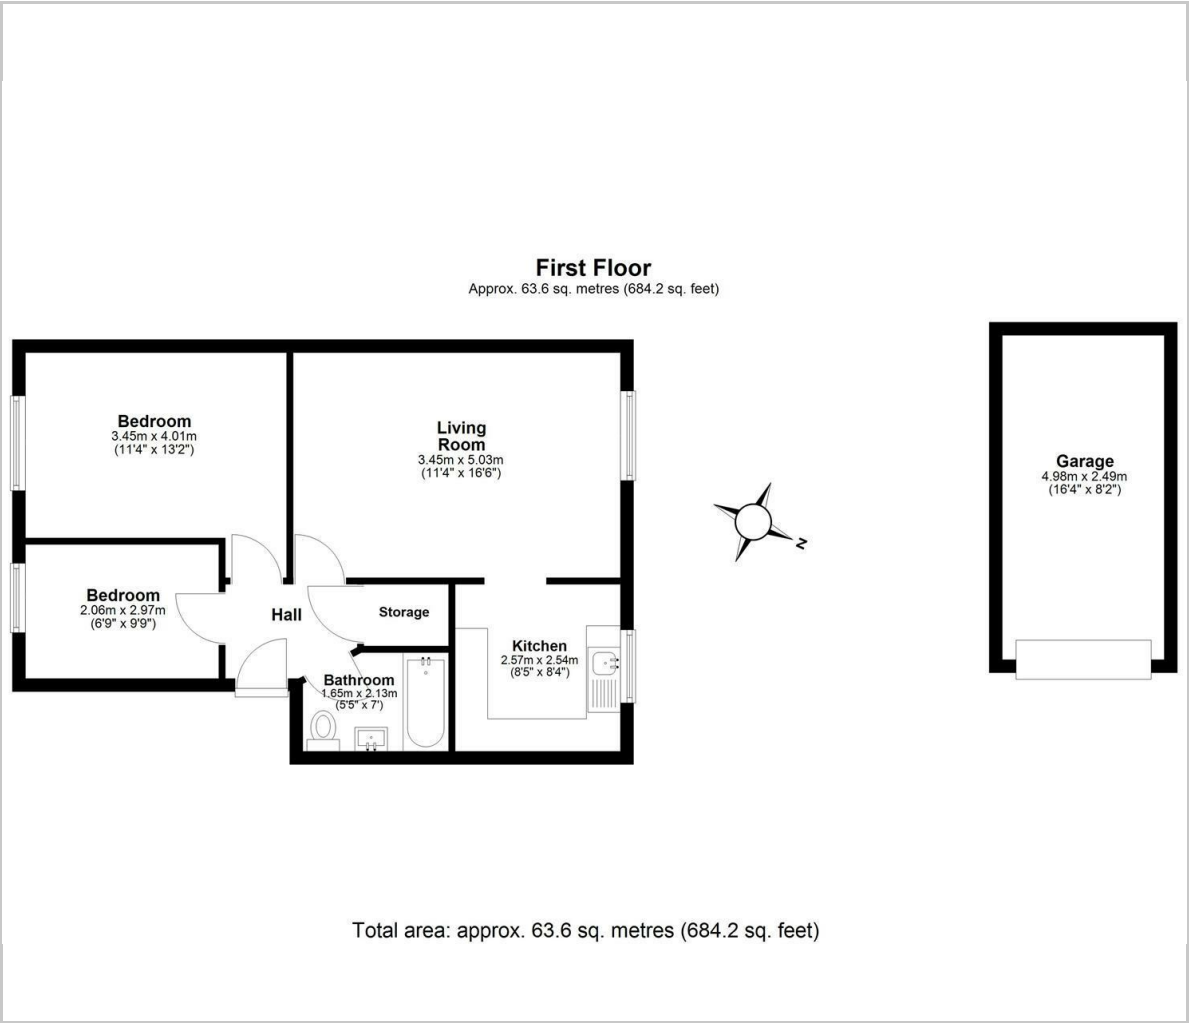 First Floor
Approx. 63.6 sq. metres (684.2 sq. feet)
Bedroom
3.45m x 4.01m
(11'4" x 13'2")
Living
Room
3.45m x 5.03m
(11'4" x 16'6")
Garage
4.98m x 2.49m
(16'4" x 8'2")
N
Bedroom
2.06m x 2.97m
(6'9" x 9'9")
Hall
Storage
Kitchen
2.57m x 2.54m
(8'5" x 8'4")
Bathroom
1.65m x 2.13m
(5'5" x 7')
Total area: approx. 63.6 sq. metres (684.2 sq. feet)